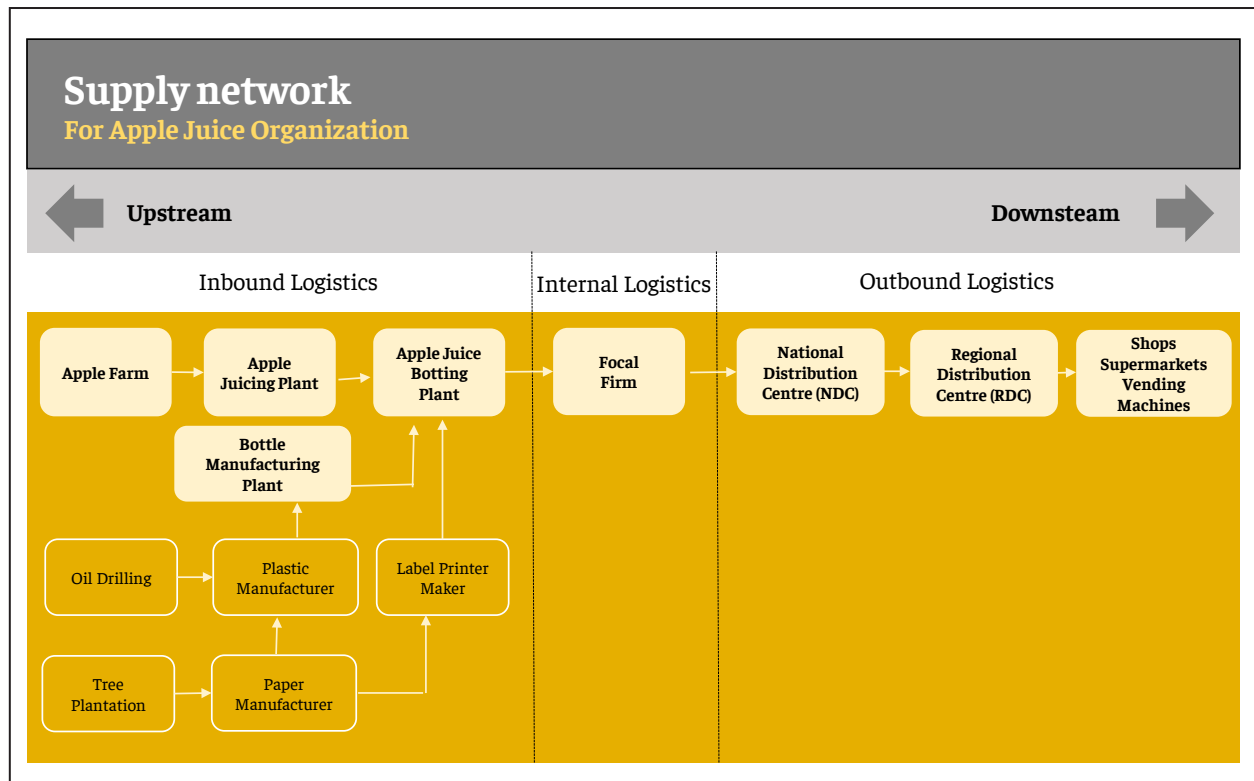 Supply network
For Apple Juice Organization
Upstream
Downsteam
Inbound Logistics
Internal Logistics
Outbound Logistics
Apple Farm
Apple
Juicing Plant
Apple Juice
Botting
Plant
Focal
Firm
National
Distribution
Centre (NDC)
Regional
Distribution
Centre (RDC)
Shops
Supermarkets
Vending
Machines
Bottle
Manufacturing
Plant
Oil Drilling
Plastic
Manufacturer
Label Printer
Maker
Tree
Plantation
Paper
Manufacturer